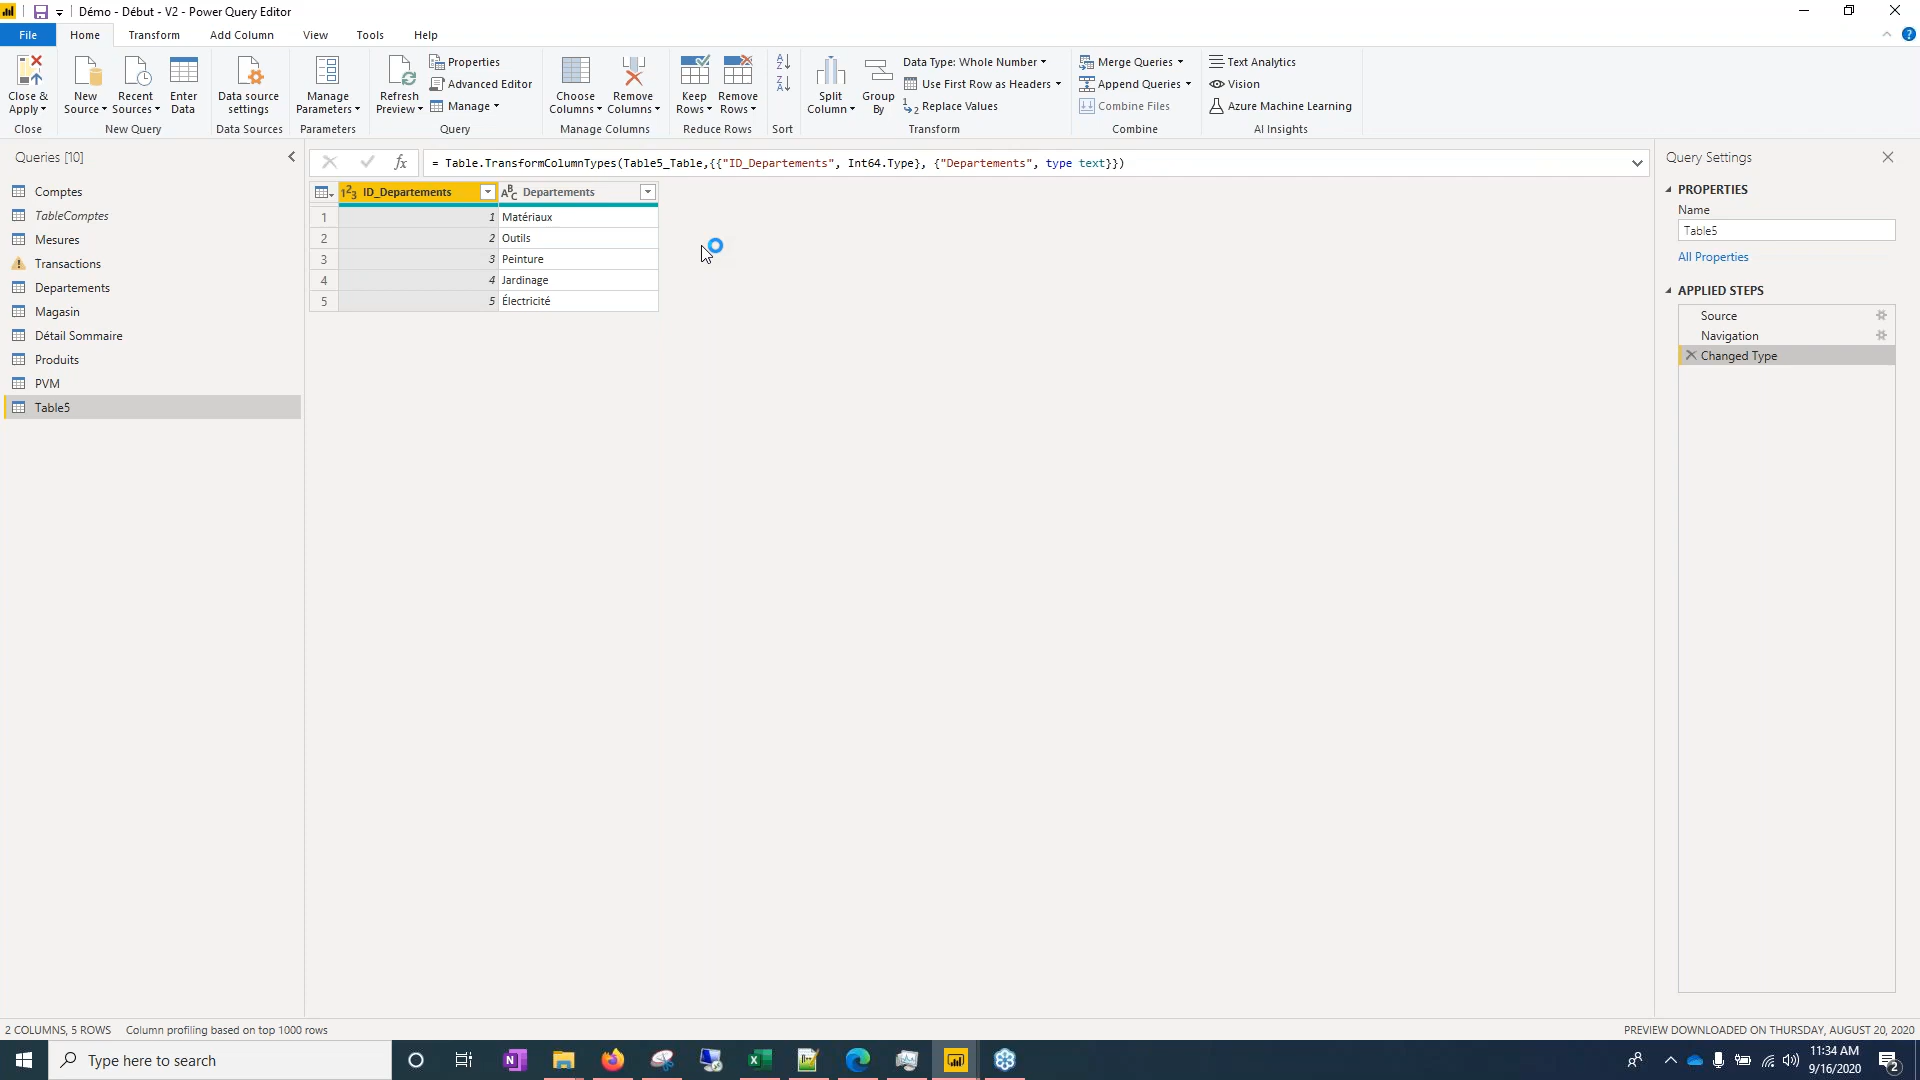 Démo - Début - V2 - Power Query Editor
File
Home
Transform
Add Column
View
Tools
Help
Close &
Apply
Close
New
Source
Recent
Sources
Enter
Data
New Query
Data source
settings
Data Sources
Manage
Parameters
Parameters
Refresh
Preview
Properties
Advanced Editor
Manage
Query
Choose
Columns
Remove
Columns
Manage Columns
Keep
Rows
Remove
Rows
Reduce Rows
Sort
Split
Column
Group
By
Data Type: Whole Number
Use First Row as Headers
Replace Values
Transform
Merge Queries
Append Queries
Combine Files
Combine
Text Analytics
Vision
Azure Machine Learning
AI Insights
Queries [10]
Comptes
TableComptes
Mesures
Transactions
Departements
Magasin
Détail Sommaire
Produits
PVM
Table5
= Table.TransformColumnTypes(Table5_Table,{{"ID_Departements", Int64.Type}, {"Departements", type text}})
ID_Departements
Departements
1 1 Matériaux
2 2 Outils
3 3 Peinture
4 4 Jardinage
5 5 Électricité
Query Settings
PROPERTIES
Name
Table5
All Properties
APPLIED STEPS
Source
Navigation
Changed Type
2 COLUMNS, 5 ROWS
Column profiling based on top 1000 rows
PREVIEW DOWNLOADED ON THURSDAY, AUGUST 20, 2020
Type here to search
11:34 AM
9/16/2020
2